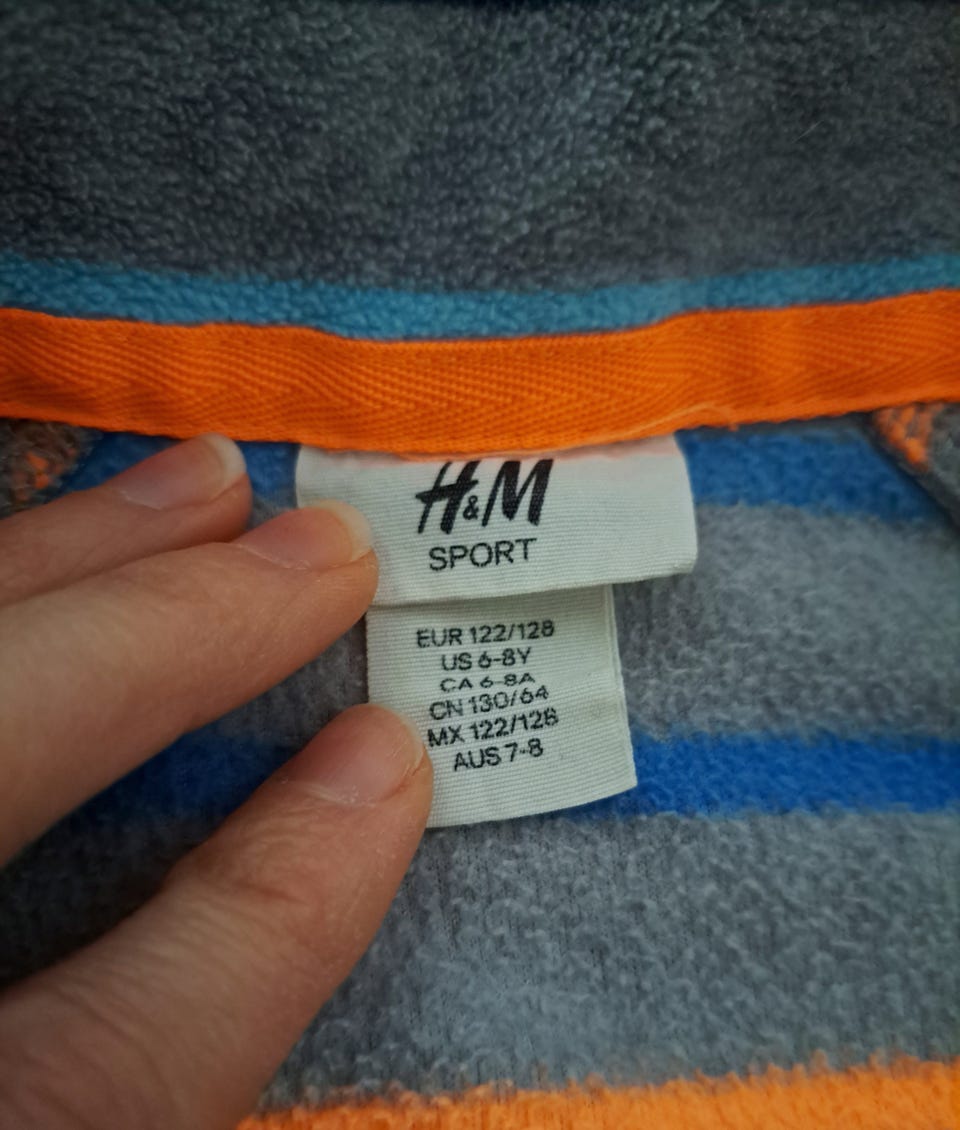 H&M
SPORT
EUR 122/128
US 6-8Y
CA 6-8A
CN 130/64
MX 122/128
AUS 7-8